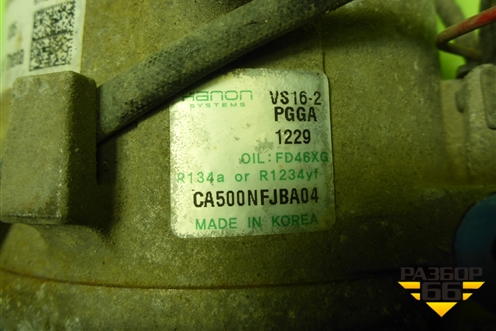 Hanon VS16-2
SYSTEMS PGGA
1229
OIL:FD46XG
R134a or R1234yf
CA500NFJBA04
MADE IN KOREA
РАЗБОР
66